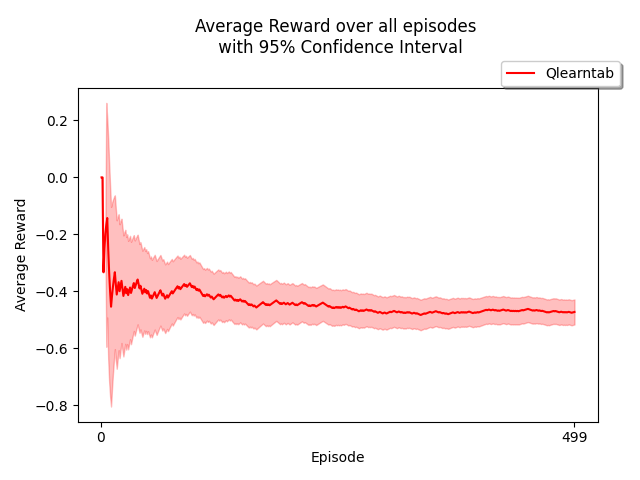 Average Reward over all episodes
with 95% Confidence Interval
Qlearntab
Average Reward
0.2
0.0
−0.2
−0.4
−0.6
−0.8
0
499
Episode